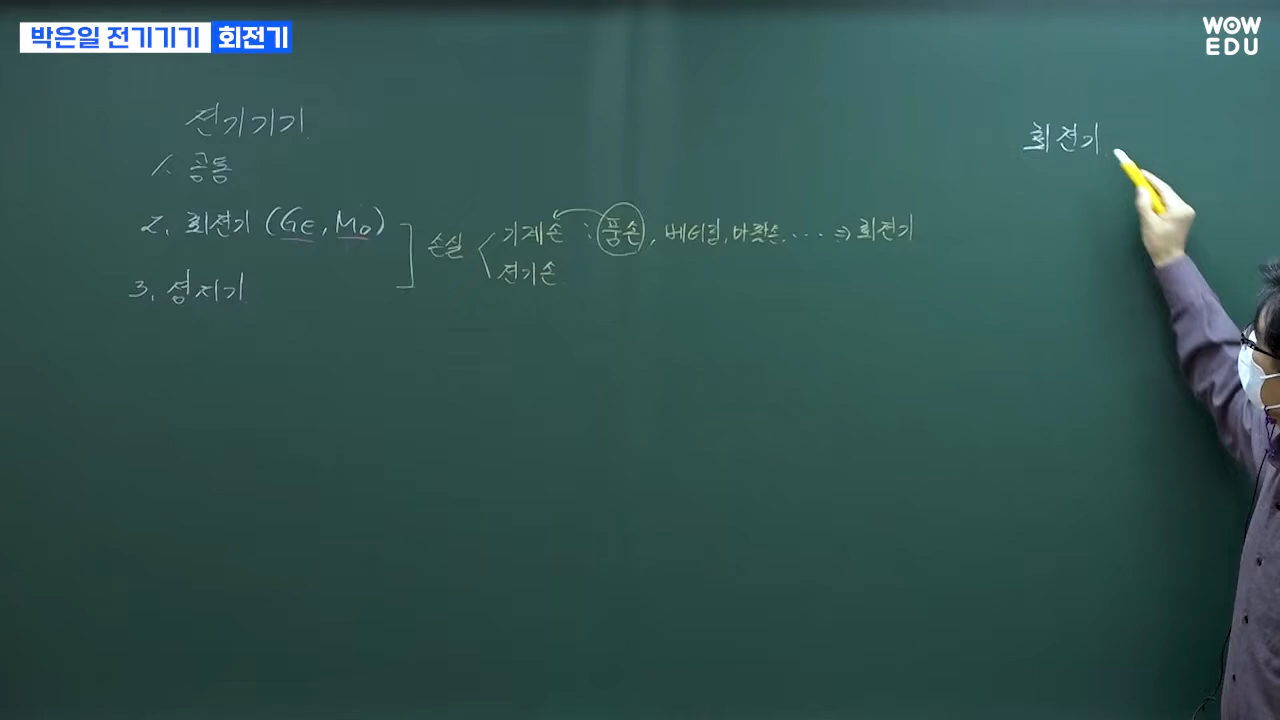 박은일 전기기기 회전기
WOW
EDU
전기기기
회전기
1. 공통
2. 회전기 (GE, Mo)
손실
기계손 : 풍손, 베어링, 마찰손, ··· ⇒ 회전기
전기손
3. 정지기